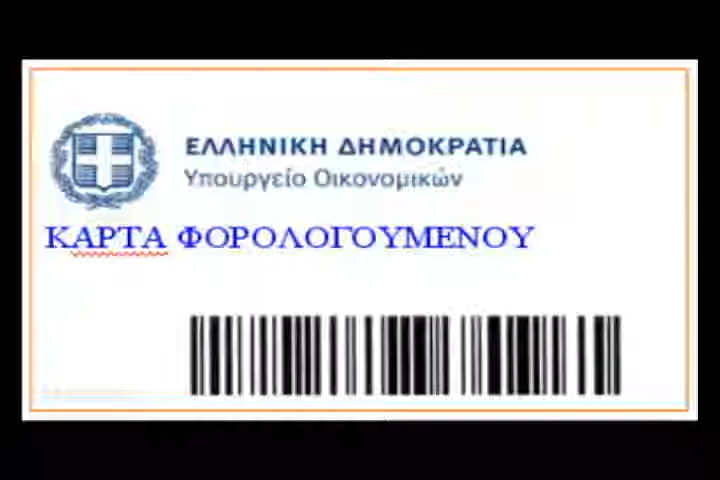 ΕΛΛΗΝΙΚΗ ΔΗΜΟΚΡΑΤΙΑ
Υπουργείο Οικονομικών
ΚΑΡΤΑ ΦΟΡΟΛΟΓΟΥΜΕΝΟΥ